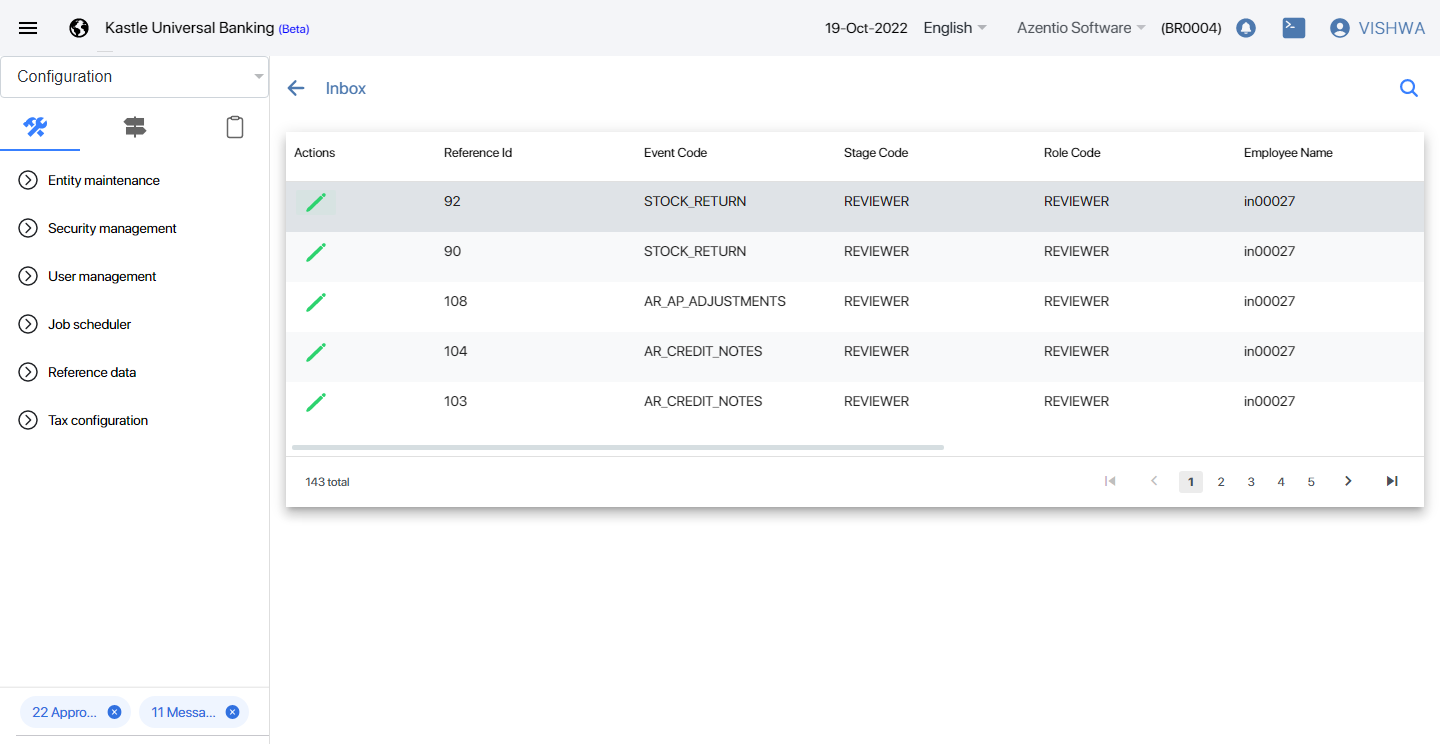 Kastle Universal Banking (Beta) 19-Oct-2022 English Azentio Software (BR0004) VISHWA
Configuration
Inbox
Entity maintenance
Security management
User management
Job scheduler
Reference data
Tax configuration
Actions Reference Id Event Code Stage Code Role Code Employee Name
92 STOCK_RETURN REVIEWER REVIEWER in00027
90 STOCK_RETURN REVIEWER REVIEWER in00027
108 AR_AP_ADJUSTMENTS REVIEWER REVIEWER in00027
104 AR_CREDIT_NOTES REVIEWER REVIEWER in00027
103 AR_CREDIT_NOTES REVIEWER REVIEWER in00027
143 total 1 2 3 4 5
22 Appro... 11 Messa...